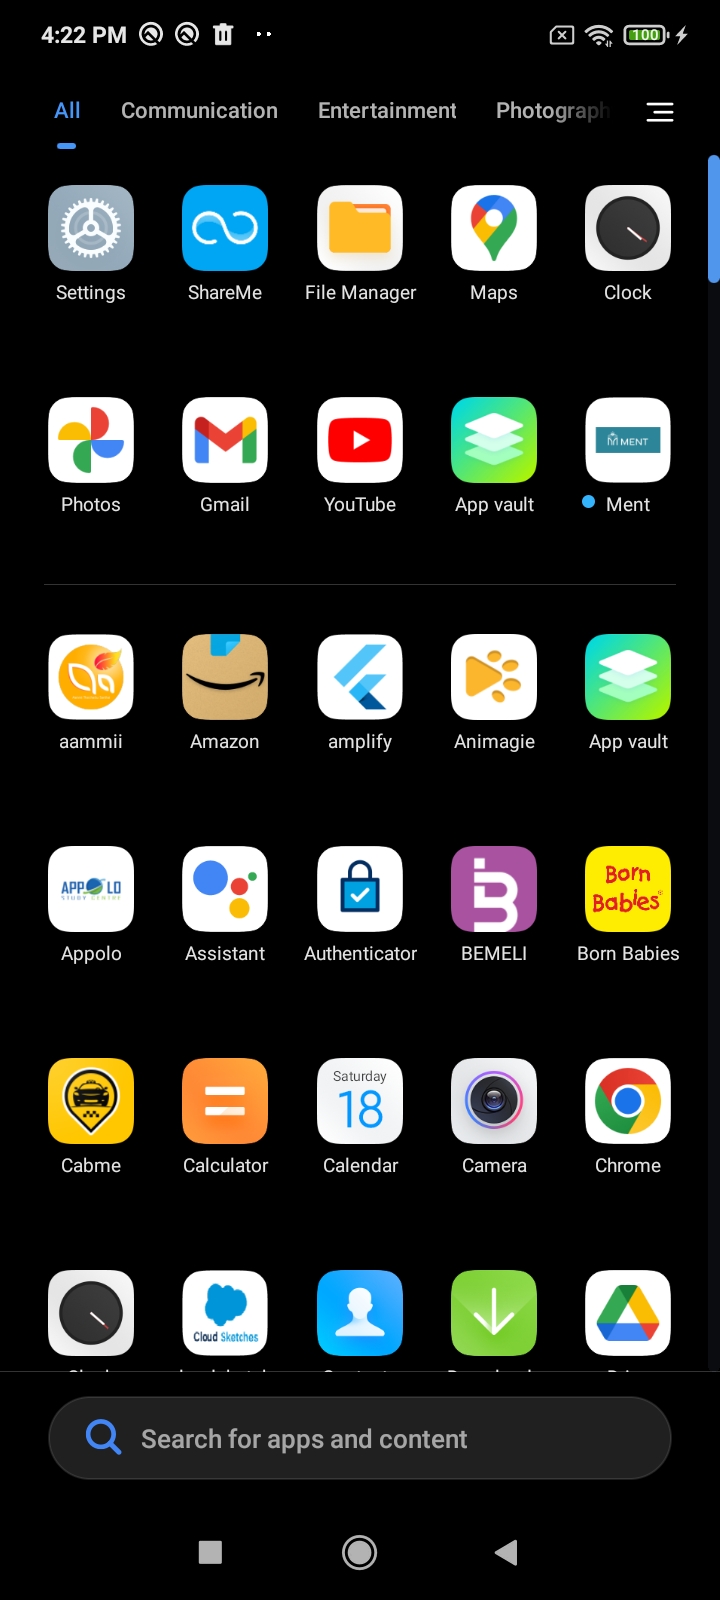 4:22 PM
100
All Communication Entertainment Photograph
Settings ShareMe File Manager Maps Clock
MENT
Photos Gmail YouTube App vault Ment
aammii Amazon amplify Animagie App vault
APPOLO
STUDY CENTRE
Born
Babies
Appolo Assistant Authenticator BEMELI Born Babies
Saturday
18
Cabme Calculator Calendar Camera Chrome
Cloud Sketches
Search for apps and content